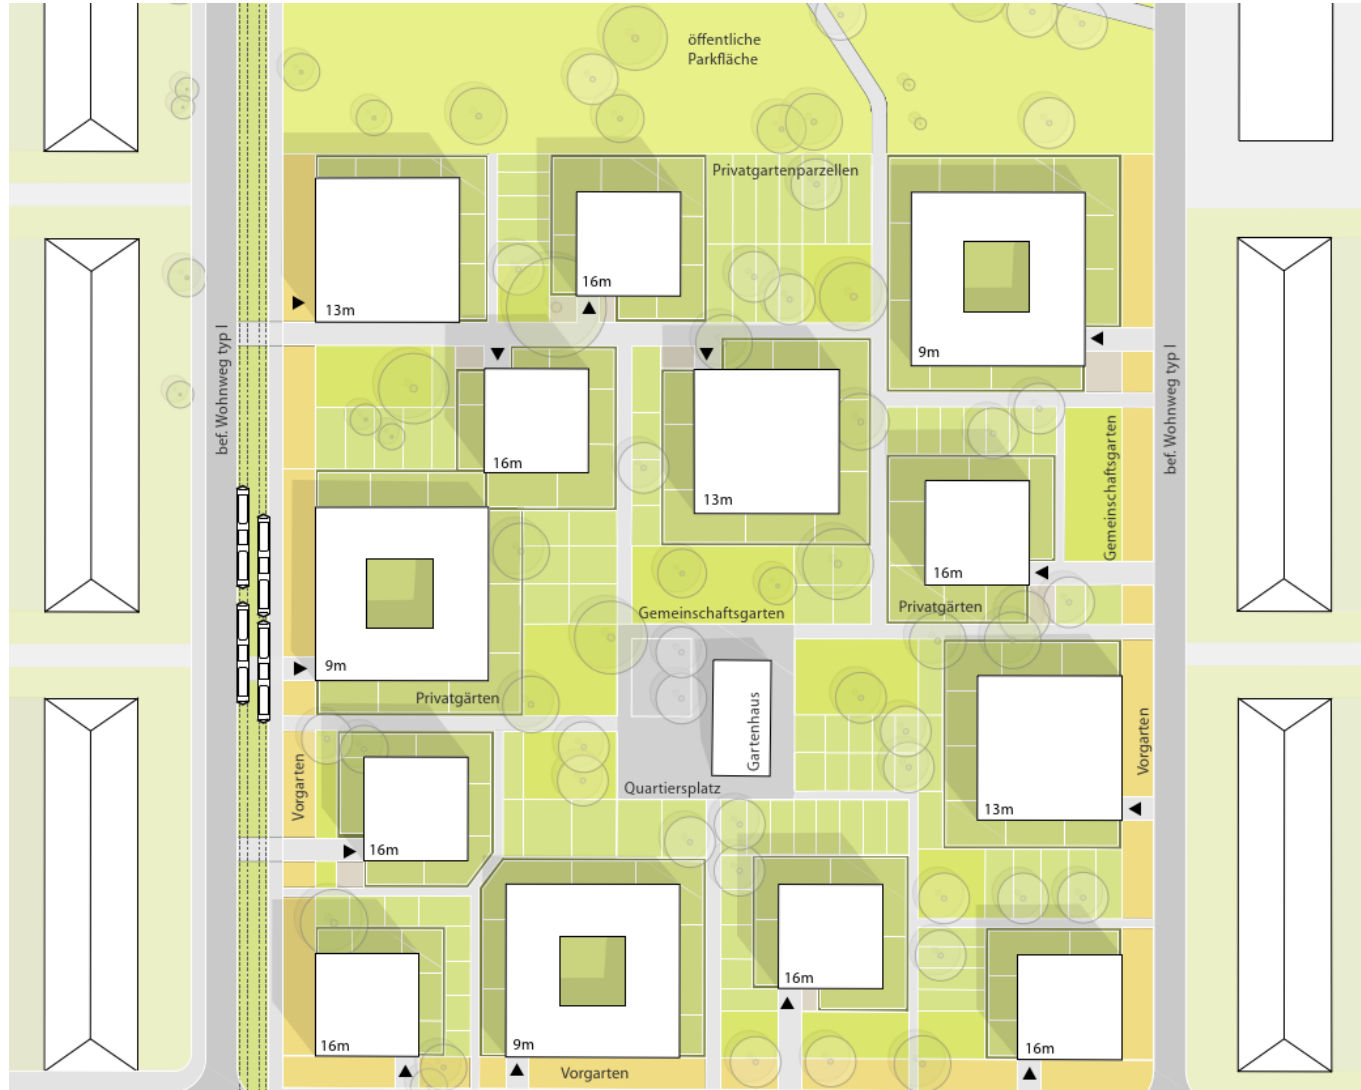 öffentliche
Parkfläche
Privatgartenparzellen
16m
13m
bef. Wohnweg typ I
9m
bef. Wohnweg typ I
16m
13m
Gemeinschaftsgarten
16m
Privatgärten
Gemeinschaftsgarten
9m
Privatgärten
Gartenhaus
Vorgarten
Vorgarten
Quartiersplatz
13m
16m
16m
16m
9m
16m
Vorgarten